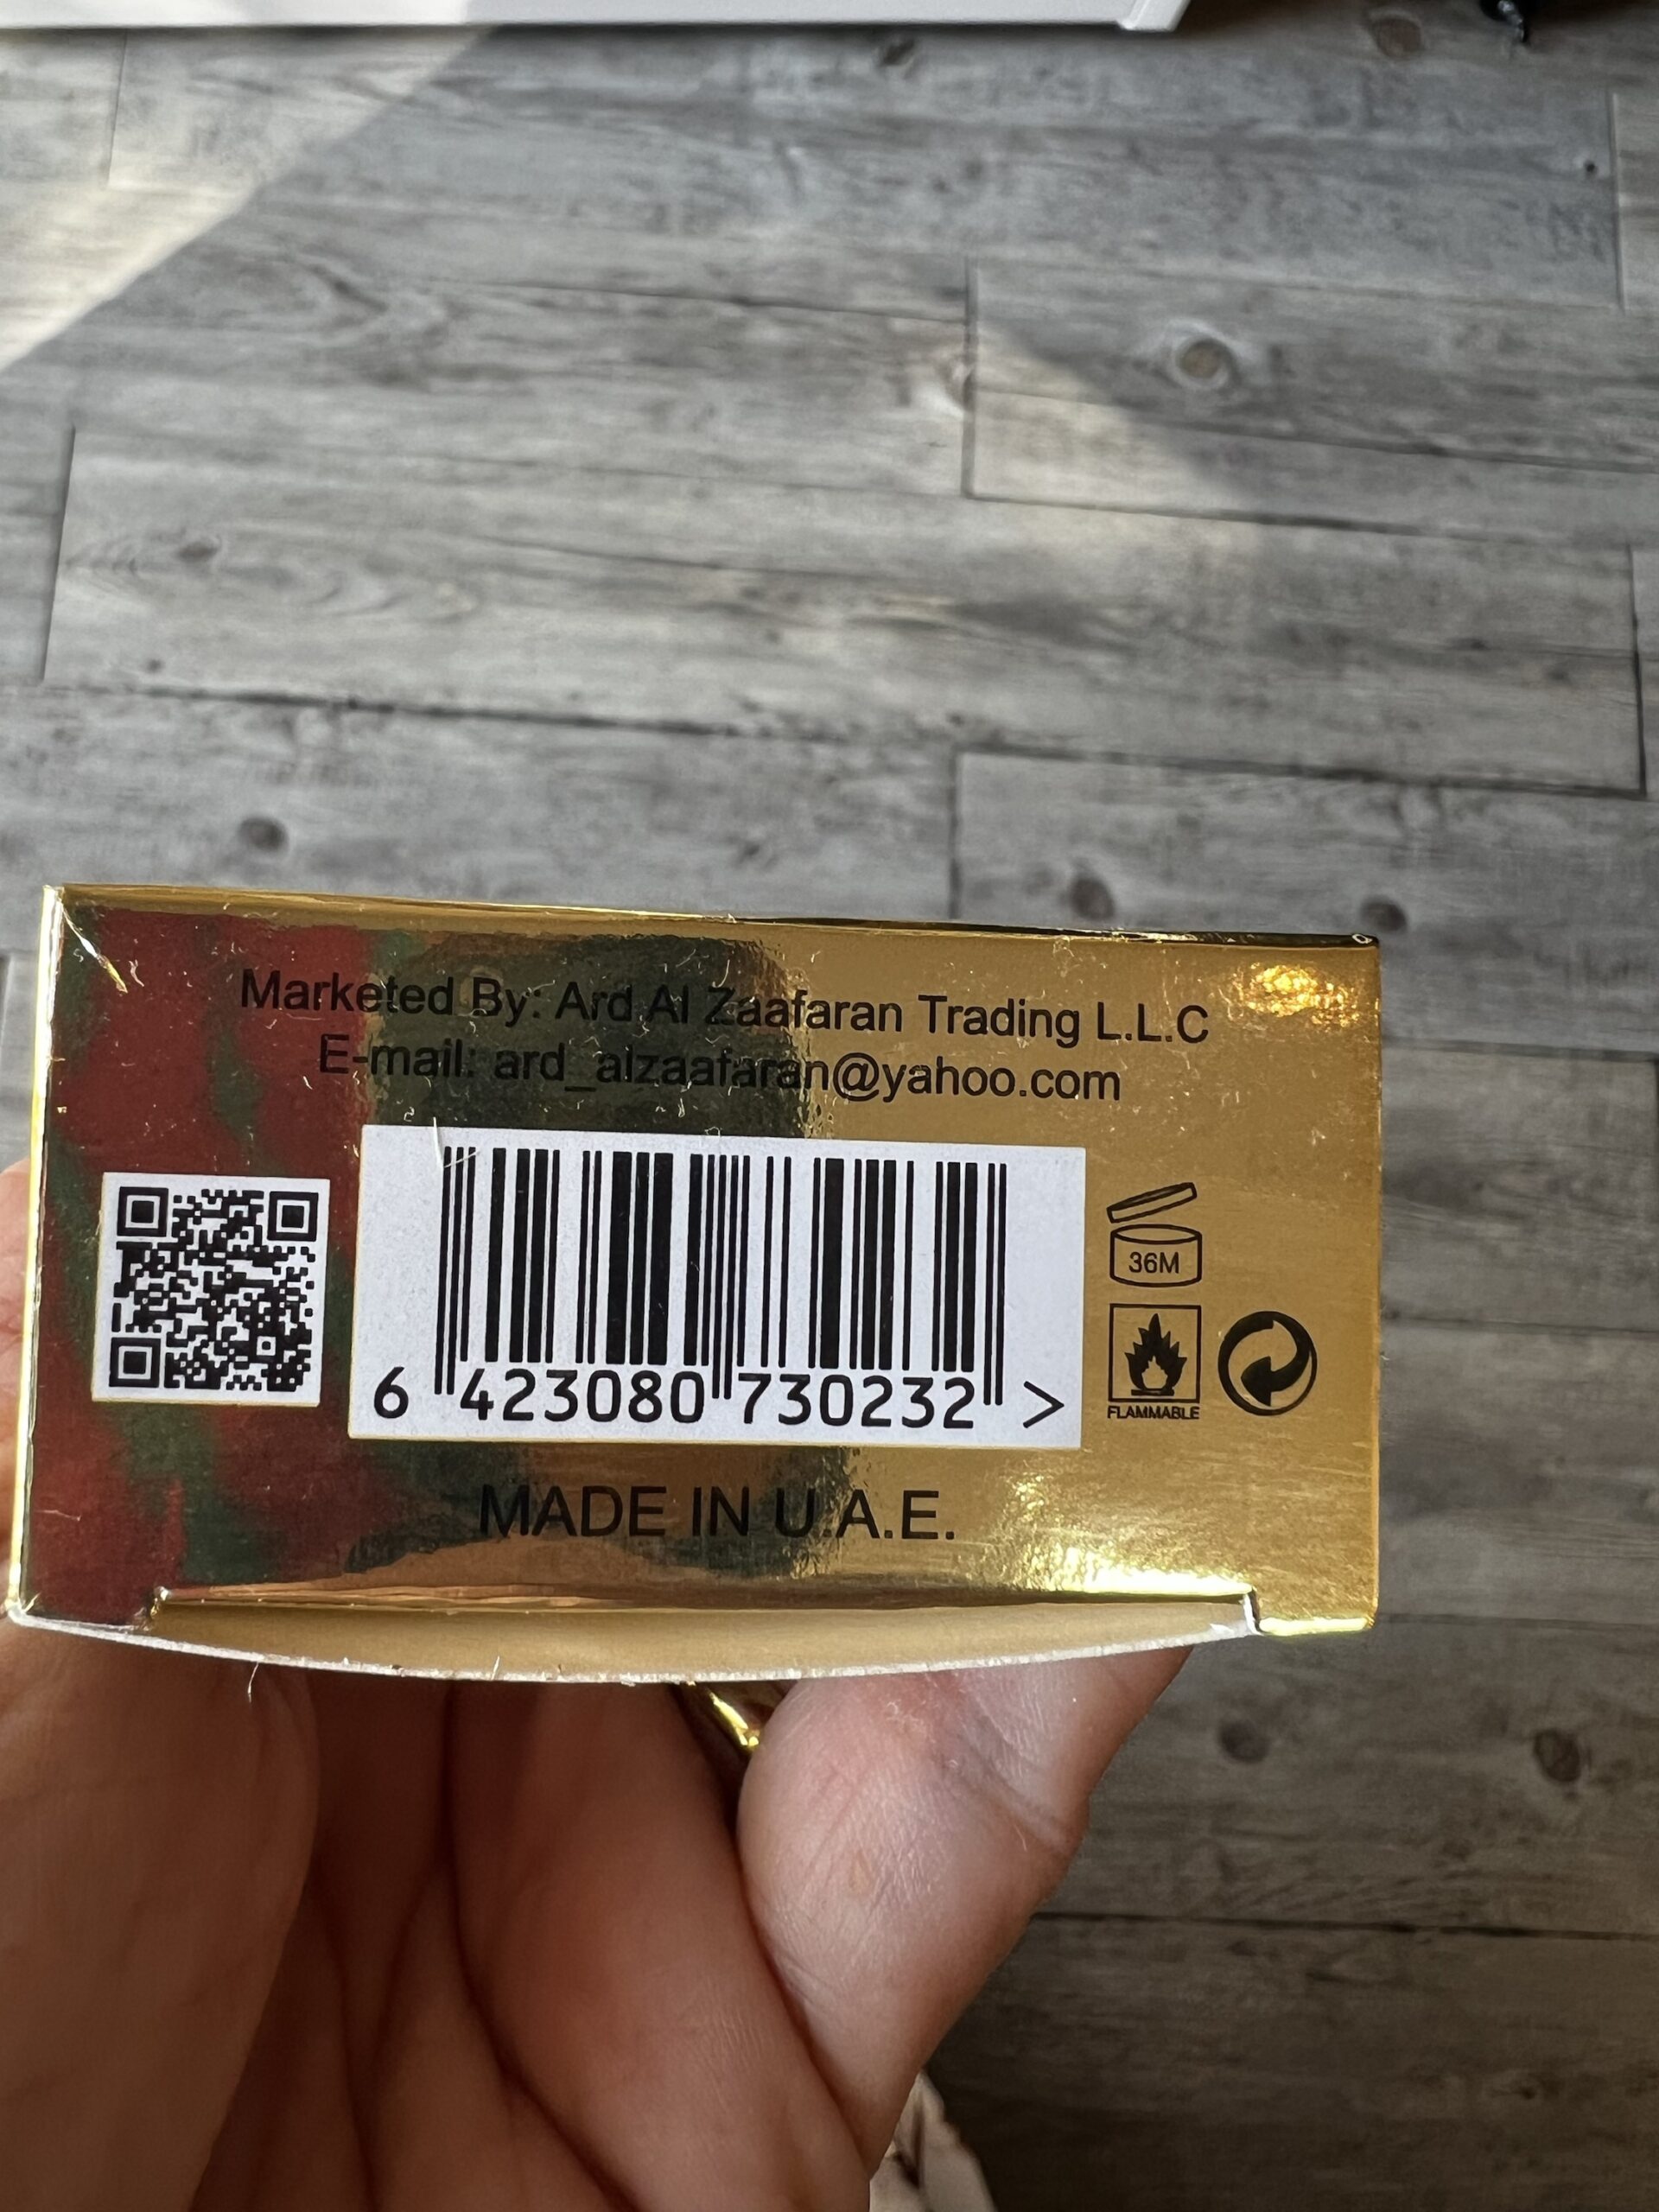 Marketed By: Ard Al Zaafaran Trading L.L.C
E-mail: ard_alzaafaran@yahoo.com
36M
FLAMMABLE
6 423080 730232 >
MADE IN U.A.E.